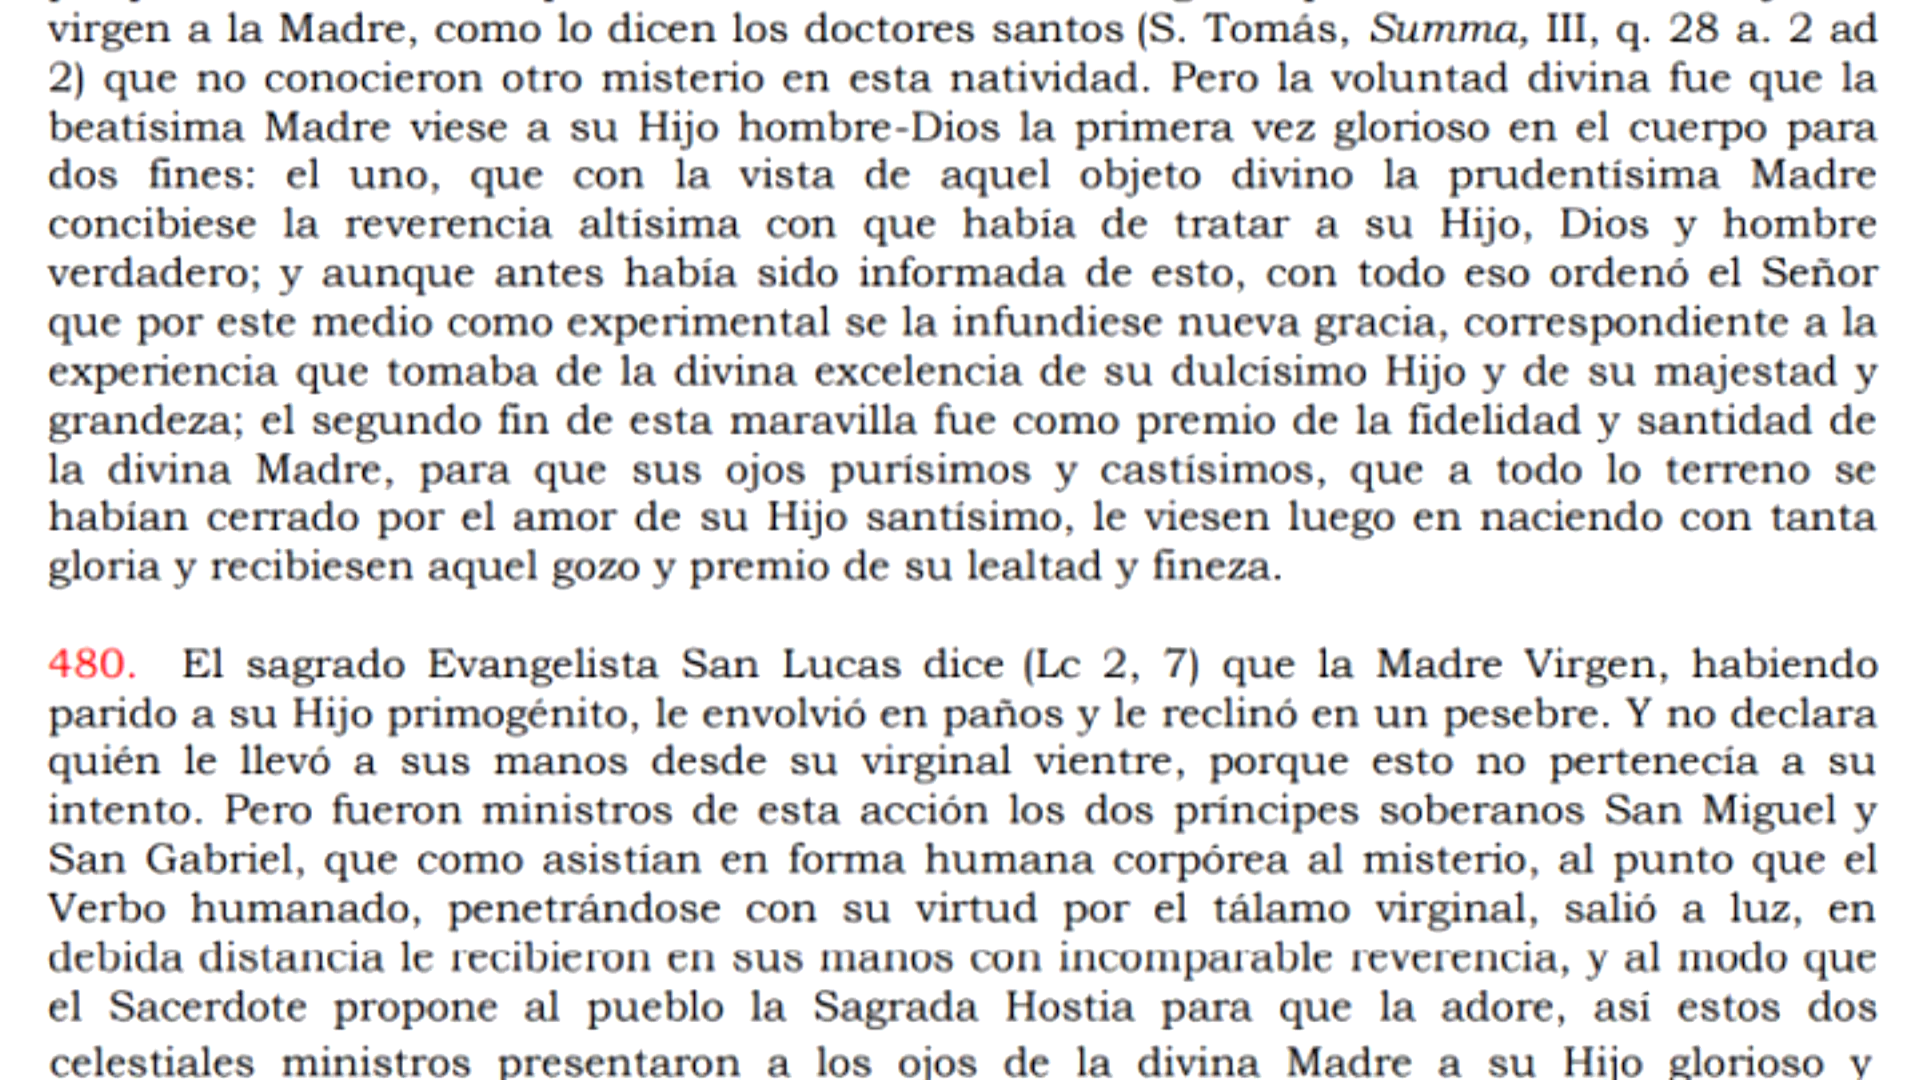 virgen a la Madre, como lo dicen los doctores santos (S. Tomás, Summa, III, q. 28 a. 2 ad
2) que no conocieron otro misterio en esta natividad. Pero la voluntad divina fue que la
beatísima Madre viese a su Hijo hombre-Dios la primera vez glorioso en el cuerpo para
dos fines: el uno, que con la vista de aquel objeto divino la prudentísima Madre
concibiese la reverencia altísima con que había de tratar a su Hijo, Dios y hombre
verdadero; y aunque antes había sido informada de esto, con todo eso ordenó el Señor
que por este medio como experimental se la infundiese nueva gracia, correspondiente a la
experiencia que tomaba de la divina excelencia de su dulcísimo Hijo y de su majestad y
grandeza; el segundo fin de esta maravilla fue como premio de la fidelidad y santidad de
la divina Madre, para que sus ojos purísimos y castísimos, que a todo lo terreno se
habían cerrado por el amor de su Hijo santísimo, le viesen luego en naciendo con tanta
gloria y recibiesen aquel gozo y premio de su lealtad y fineza.
480. El sagrado Evangelista San Lucas dice (Lc 2, 7) que la Madre Virgen, habiendo
parido a su Hijo primogénito, le envolvió en paños y le reclinó en un pesebre. Y no declara
quién le llevó a sus manos desde su virginal vientre, porque esto no pertenecía a su
intento. Pero fueron ministros de esta acción los dos príncipes soberanos San Miguel y
San Gabriel, que como asistían en forma humana corpórea al misterio, al punto que el
Verbo humanado, penetrándose con su virtud por el tálamo virginal, salió a luz, en
debida distancia le recibieron en sus manos con incomparable reverencia, y al modo que
el Sacerdote propone al pueblo la Sagrada Hostia para que la adore, así estos dos
celestiales ministros presentaron a los ojos de la divina Madre a su Hijo glorioso y